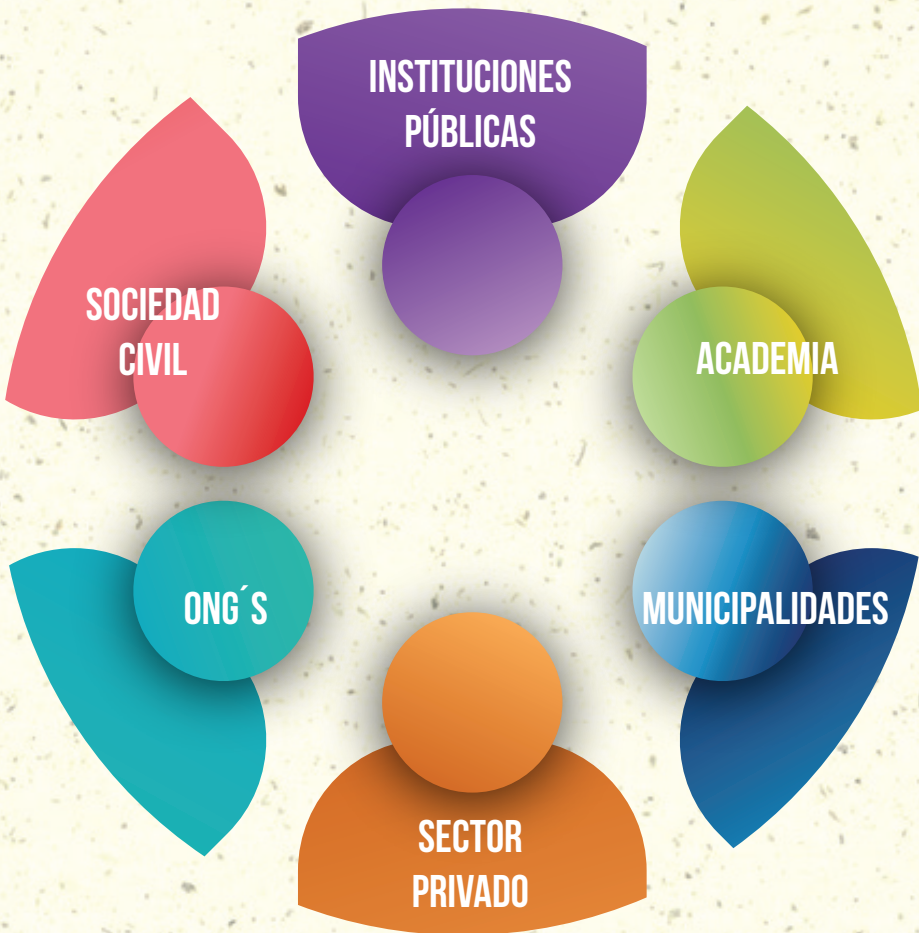 INSTITUCIONES
PÚBLICAS
SOCIEDAD
CIVIL
ACADEMIA
ONG´S
MUNICIPALIDADES
SECTOR
PRIVADO